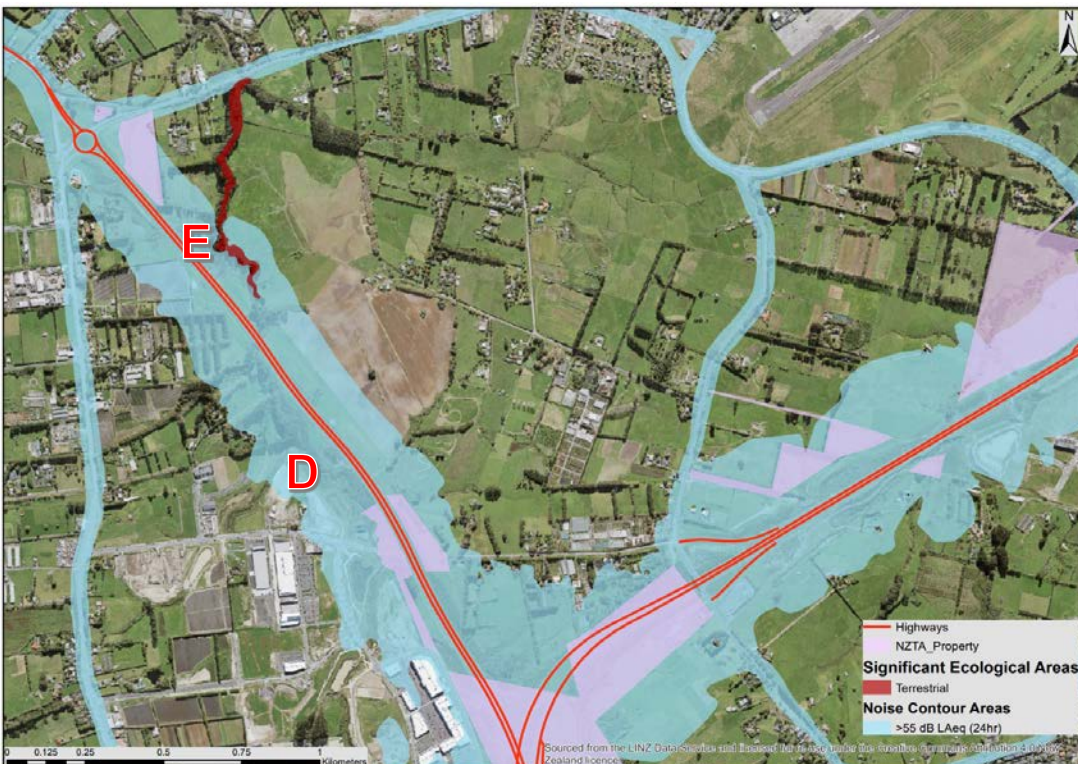 N
E
D
Highways
NZTA_Property
Significant Ecological Areas
Terrestrial
Noise Contour Areas
>55 dB LAeq (24hr)
0 0.125 0.25 0.5 0.75 1
Kilometers
Sourced from the LINZ Data Service and licensed for re-use under the Creative Commons Attribution 4.0 New
Zealand licence